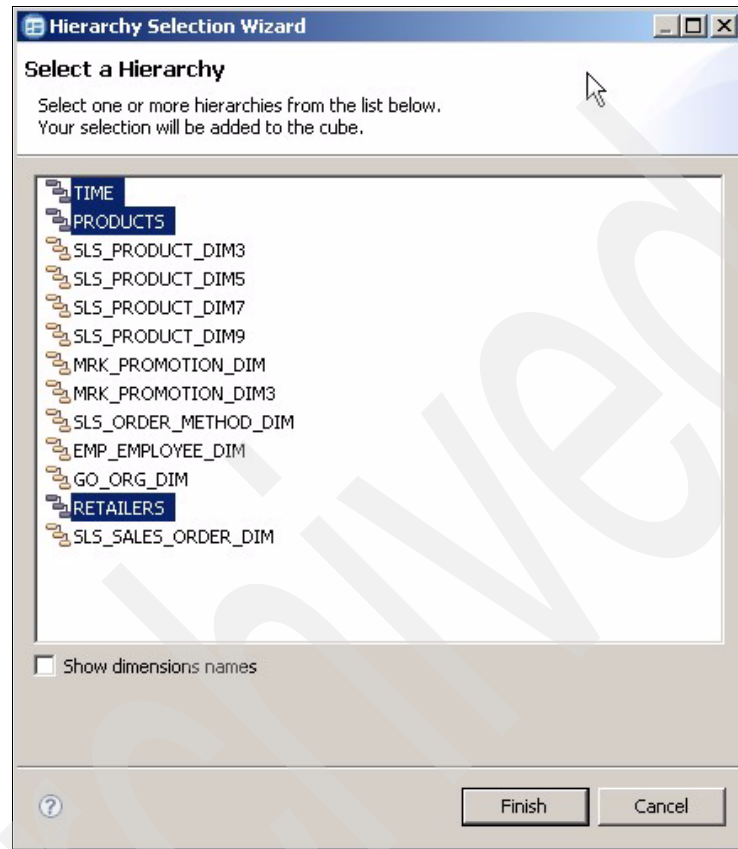 Hierarchy Selection Wizard
Select a Hierarchy
Select one or more hierarchies from the list below.
Your selection will be added to the cube.
TIME
PRODUCTS
SLS_PRODUCT_DIM3
SLS_PRODUCT_DIM5
SLS_PRODUCT_DIM7
SLS_PRODUCT_DIM9
MRK_PROMOTION_DIM
MRK_PROMOTION_DIM3
SLS_ORDER_METHOD_DIM
EMP_EMPLOYEE_DIM
GO_ORG_DIM
RETAILERS
SLS_SALES_ORDER_DIM
Show dimensions names
? Finish Cancel